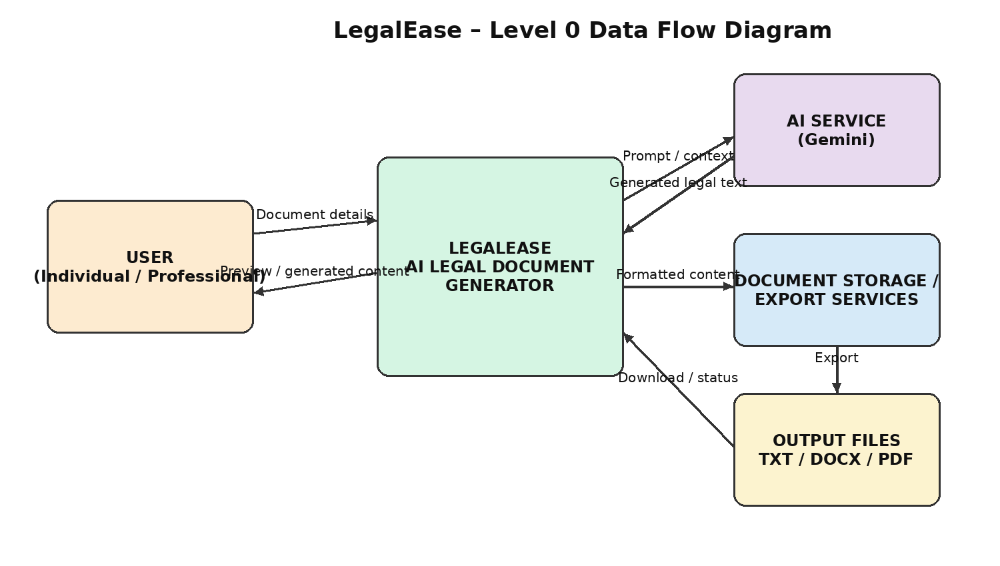 LegalEase – Level 0 Data Flow Diagram
AI SERVICE
(Gemini)
Prompt / context
Generated legal text
Document details
USER
(Individual / Professional)
Preview / generated content
LEGALEASE
AI LEGAL DOCUMENT
GENERATOR
Formatted content
DOCUMENT STORAGE /
EXPORT SERVICES
Export
Download / status
OUTPUT FILES
TXT / DOCX / PDF